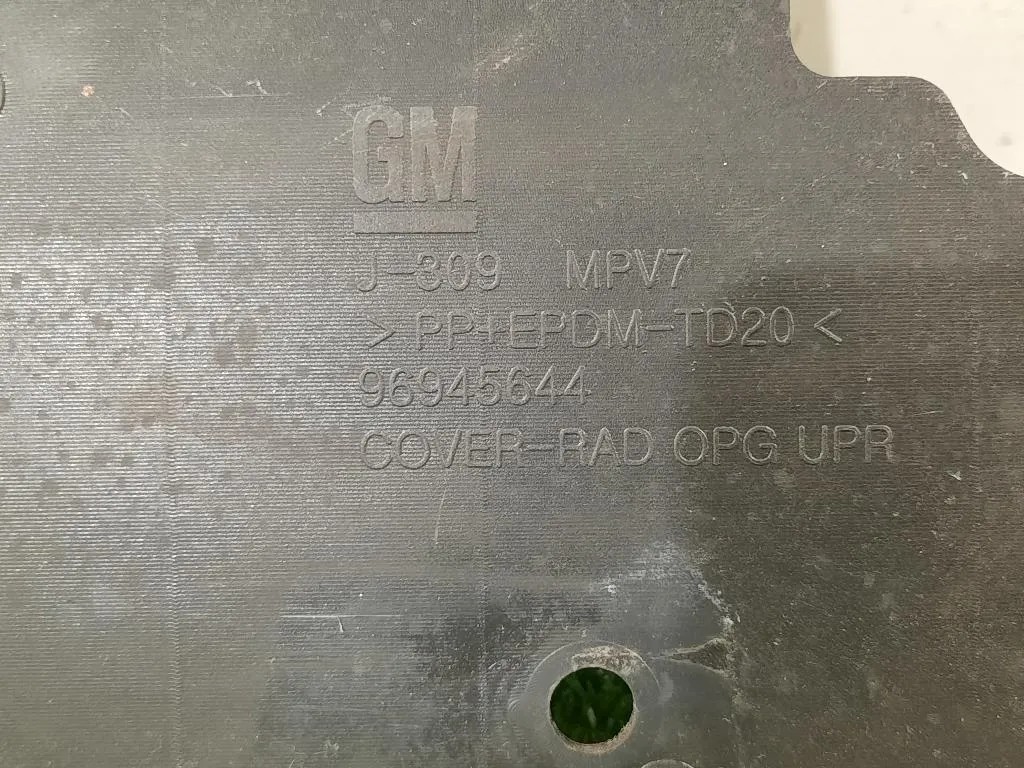 GM
J-309 MPV7
> PP+EPDM-TD20 <
96945644
COVER-RAD OPG UPR